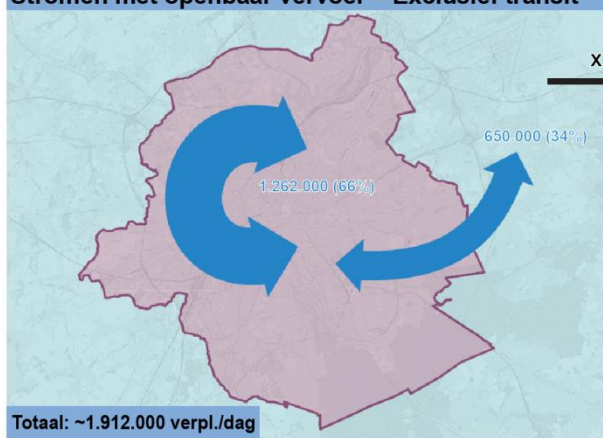 Stromen met openbaar vervoer - Exclusief transit
X
650 000 (34%)
1.262.000 (66%)
Totaal: ~1.912.000 verpl./dag